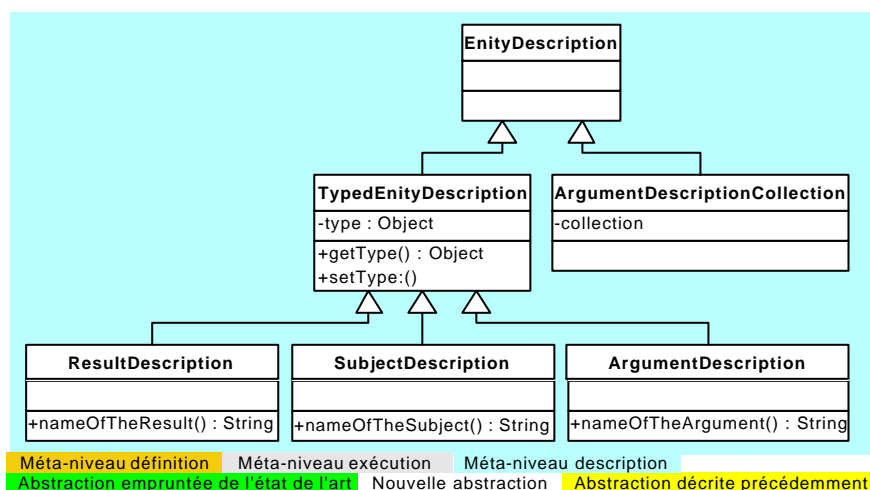 EnityDescription
TypedEnityDescription
-type : Object
+getType() : Object
+setType:()
ArgumentDescriptionCollection
-collection
ResultDescription
+nameOfTheResult() : String
SubjectDescription
+nameOfTheSubject() : String
ArgumentDescription
+nameOfTheArgument() : String
Méta-niveau définition Méta-niveau exécution Méta-niveau description
Abstraction empruntée de l'état de l'art Nouvelle abstraction Abstraction décrite précédemment